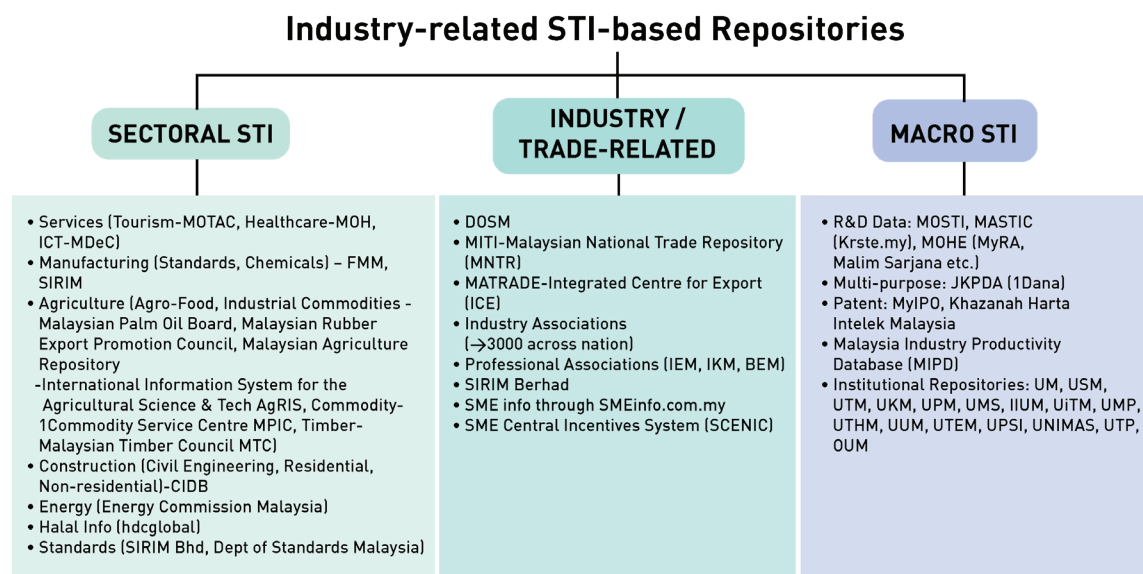 Industry-related STI-based Repositories
SECTORAL STI
• Services (Tourism-MOTAC, Healthcare-MOH,
ICT-MDeC)
• Manufacturing (Standards, Chemicals) – FMM,
SIRIM
• Agriculture (Agro-Food, Industrial Commodities -
Malaysian Palm Oil Board, Malaysian Rubber
Export Promotion Council, Malaysian Agriculture
Repository
-International Information System for the
Agricultural Science & Tech AgRIS, Commodity-
1Commodity Service Centre MPIC, Timber-
Malaysian Timber Council MTC)
• Construction (Civil Engineering, Residential,
Non-residential)-CIDB
• Energy (Energy Commission Malaysia)
• Halal Info (hdcglobal)
• Standards (SIRIM Bhd, Dept of Standards Malaysia)
INDUSTRY /
TRADE-RELATED
• DOSM
• MITI-Malaysian National Trade Repository
(MNTR)
• MATRADE-Integrated Centre for Export
(ICE)
• Industry Associations
(→3000 across nation)
• Professional Associations (IEM, IKM, BEM)
• SIRIM Berhad
• SME info through SMEinfo.com.my
• SME Central Incentives System (SCENIC)
MACRO STI
• R&D Data: MOSTI, MASTIC
(Krste.my), MOHE (MyRA,
Malim Sarjana etc.)
• Multi-purpose: JKPDA (1Dana)
• Patent: MyIPO, Khazanah Harta
Intelek Malaysia
• Malaysia Industry Productivity
Database (MIPD)
• Institutional Repositories: UM, USM,
UTM, UKM, UPM, UMS, IIUM, UiTM, UMP,
UTHM, UUM, UTEM, UPSI, UNIMAS, UTP,
OUM